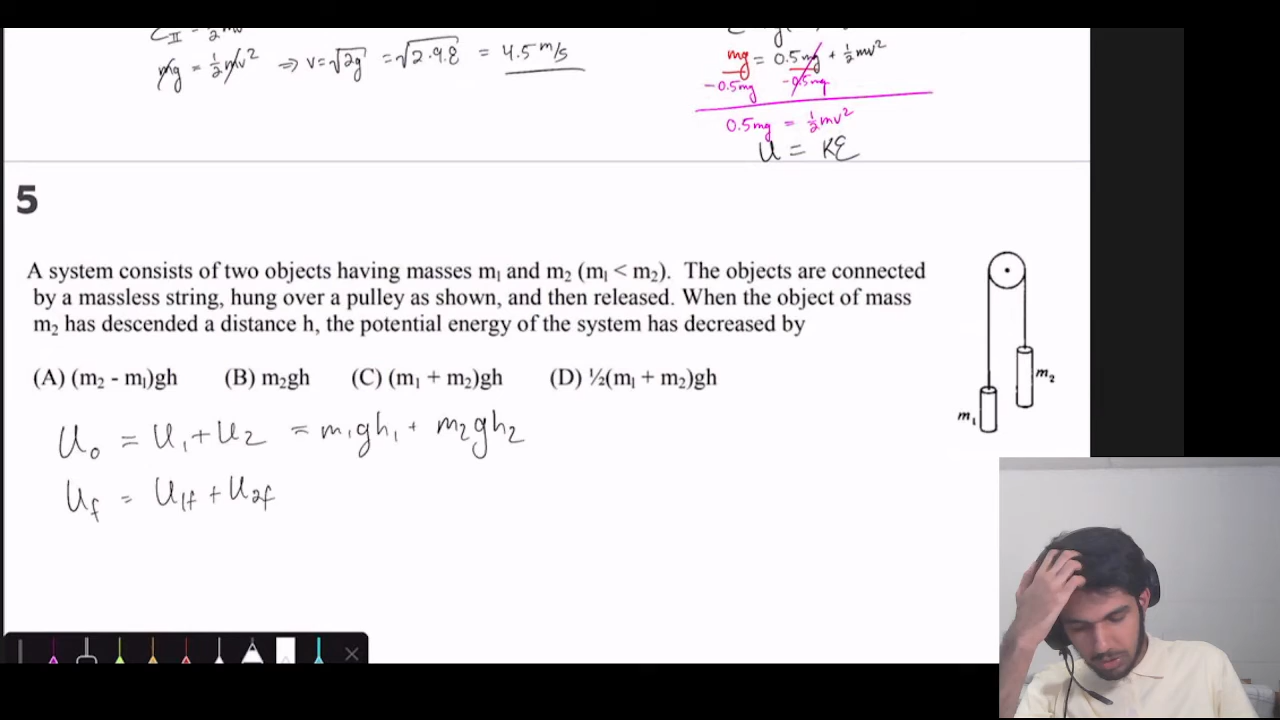 mg = ½mv² ⇒ v = √2g = √2·9.8 = 4.5 m/s
mg = 0.5mg + ½mv²
-0.5mg -0.5mg
0.5mg = ½mv²
U = KE
5
A system consists of two objects having masses m₁ and m₂ (m₁ < m₂). The objects are connected
by a massless string, hung over a pulley as shown, and then released. When the object of mass
m₂ has descended a distance h, the potential energy of the system has decreased by
(A) (m₂ - m₁)gh (B) m₂gh (C) (m₁ + m₂)gh (D) ½(m₁ + m₂)gh
m₂
m₁
U₀ = U₁ + U₂ = m₁gh₁ + m₂gh₂
U_f = U_1f + U_2f